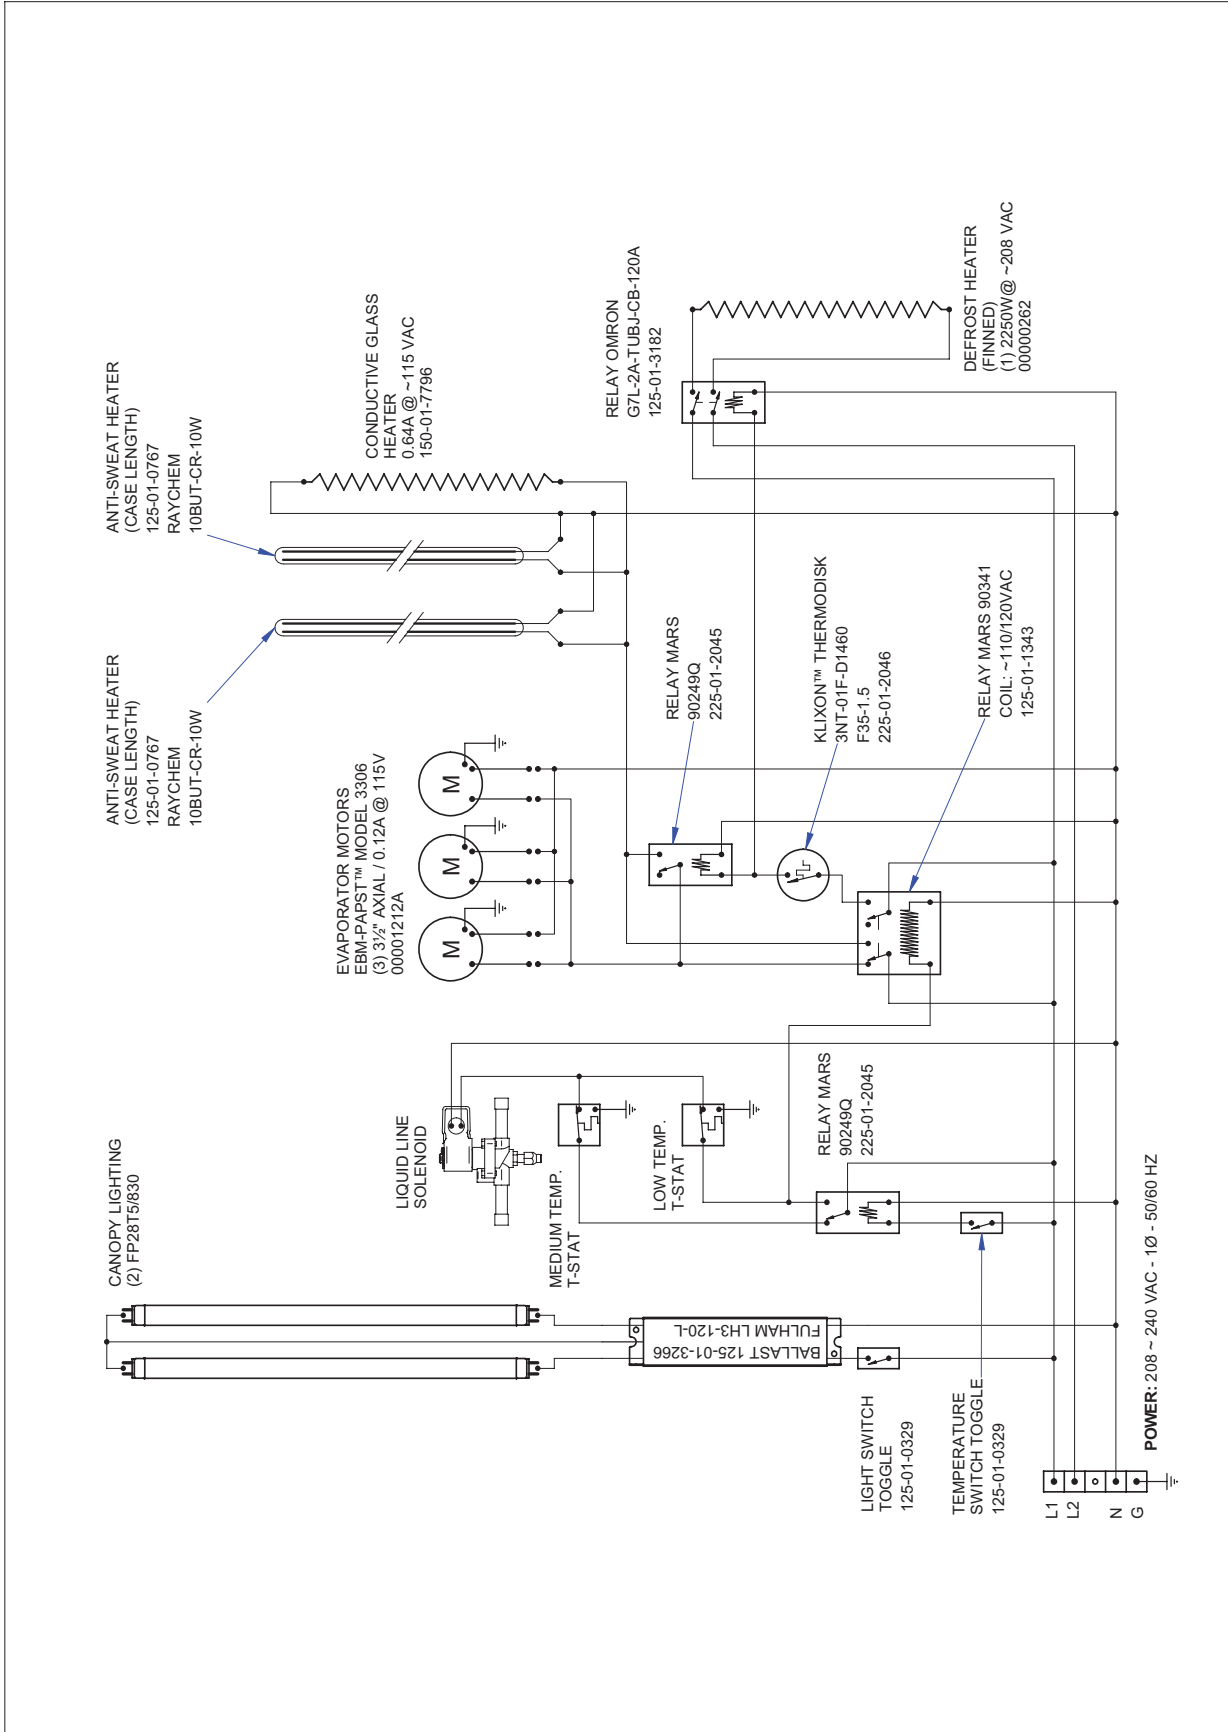 CANOPY LIGHTING
(2) FP28T5/830
LIQUID LINE
SOLENOID
EVAPORATOR MOTORS
EBM-PAPST™ MODEL 3306
(3) 3½" AXIAL / 0.12A @ 115V
00001212A
M
M
M
ANTI-SWEAT HEATER
(CASE LENGTH)
125-01-0767
RAYCHEM
10BUT-CR-10W
ANTI-SWEAT HEATER
(CASE LENGTH)
125-01-0767
RAYCHEM
10BUT-CR-10W
CONDUCTIVE GLASS
HEATER
0.64A @ ~115 VAC
150-01-7796
MEDIUM TEMP.
T-STAT
LOW TEMP.
T-STAT
RELAY MARS
90249Q
225-01-2045
RELAY OMRON
G7L-2A-TUBJ-CB-120A
125-01-3182
BALLAST 125-01-3266
FULHAM LH3-120-L
RELAY MARS
90249Q
225-01-2045
KLIXON™ THERMODISK
3NT-01F-D1460
F35-1.5
225-01-2046
LIGHT SWITCH
TOGGLE
125-01-0329
TEMPERATURE
SWITCH TOGGLE
125-01-0329
RELAY MARS 90341
COIL: ~110/120VAC
125-01-1343
DEFROST HEATER
(FINNED)
(1) 2250W@ ~208 VAC
00000262
L1
L2
N
G
POWER: 208 ~ 240 VAC - 1Ø - 50/60 HZ